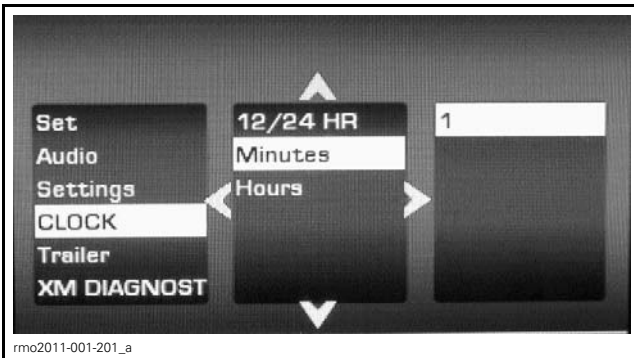 Set
Audio
Settings
CLOCK
Trailer
XM DIAGNOST
12/24 HR
Minutes
Hours
1
rmo2011-001-201_a